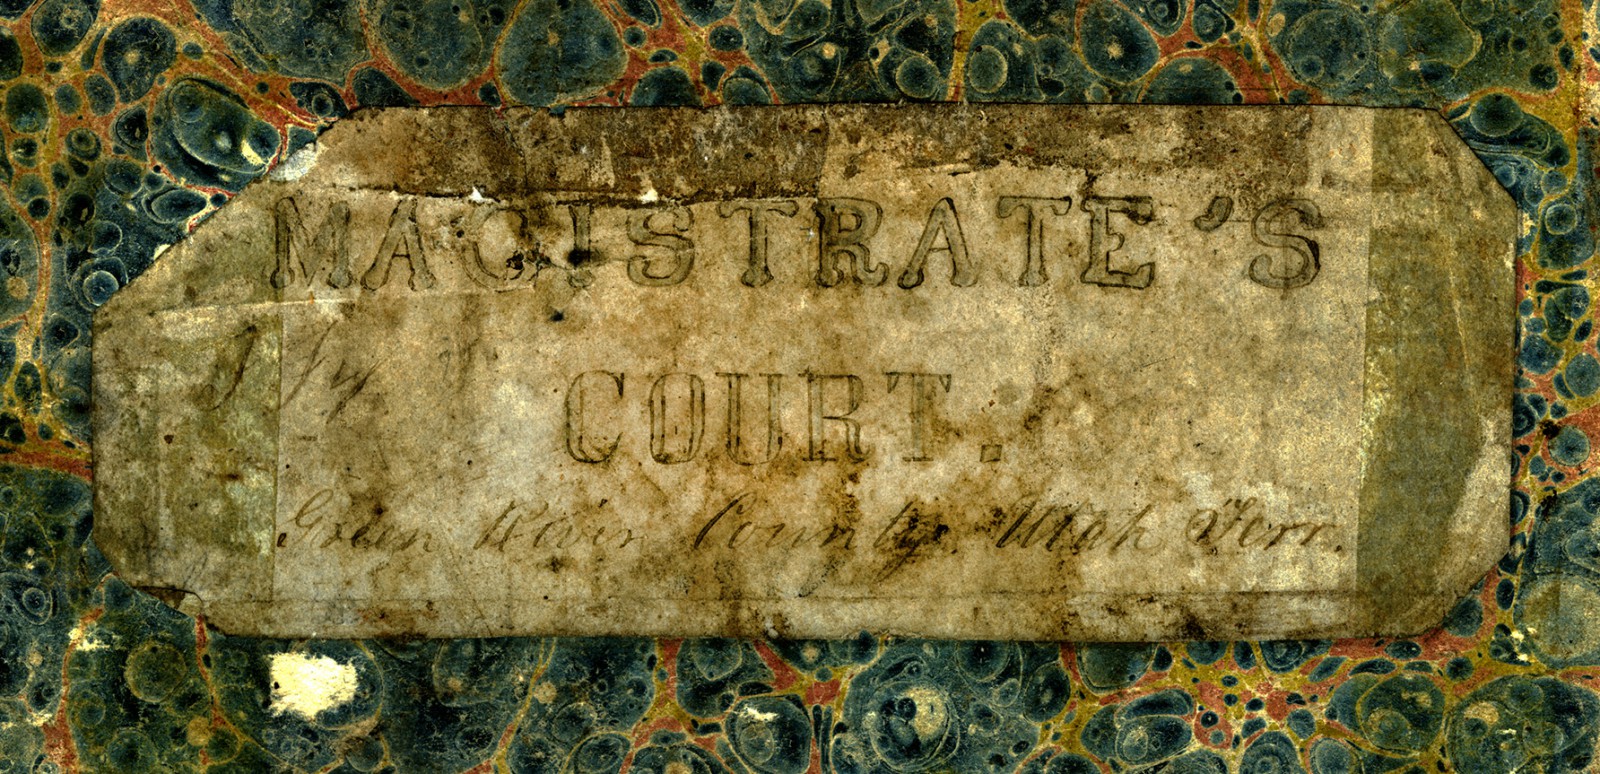 MAGISTRATE'S
COURT.
Green River County Utah Terr.